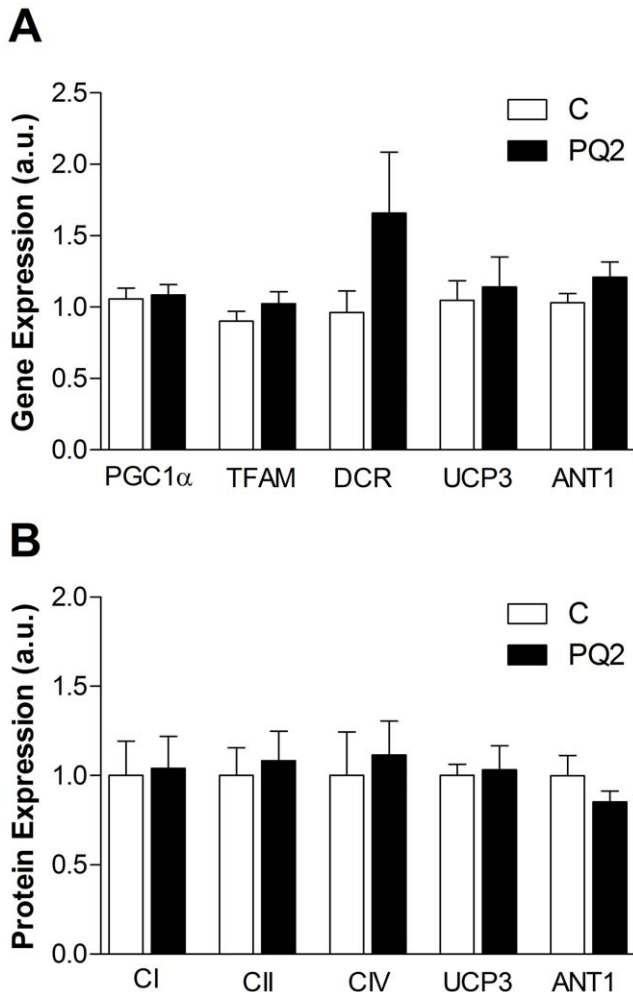 A
Gene Expression (a.u.)
2.5
2.0
1.5
1.0
0.5
0.0
C
PQ2
PGC1α TFAM DCR UCP3 ANT1
B
Protein Expression (a.u.)
2.0
1.5
1.0
0.5
0.0
C
PQ2
CI CII CIV UCP3 ANT1